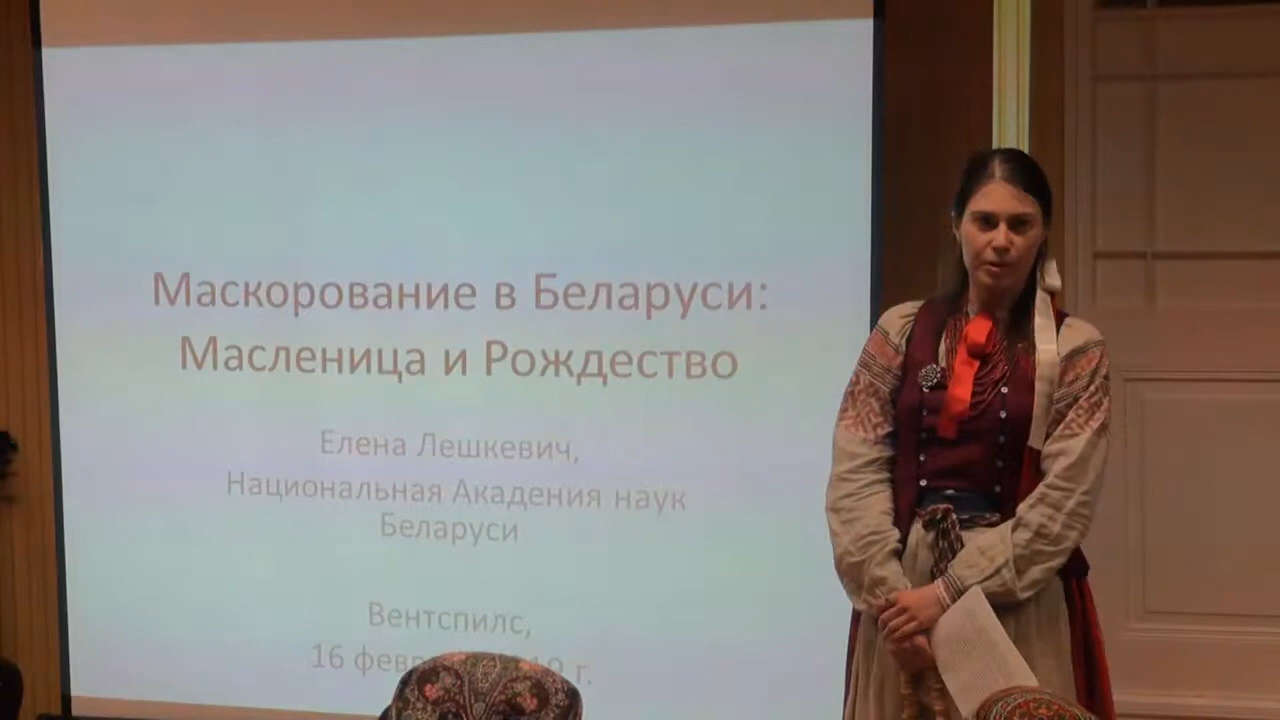 Маскорование в Беларуси:
Масленица и Рождество
Елена Лешкевич,
Национальная Академия наук
Беларуси
Вентспилс,
16 г.